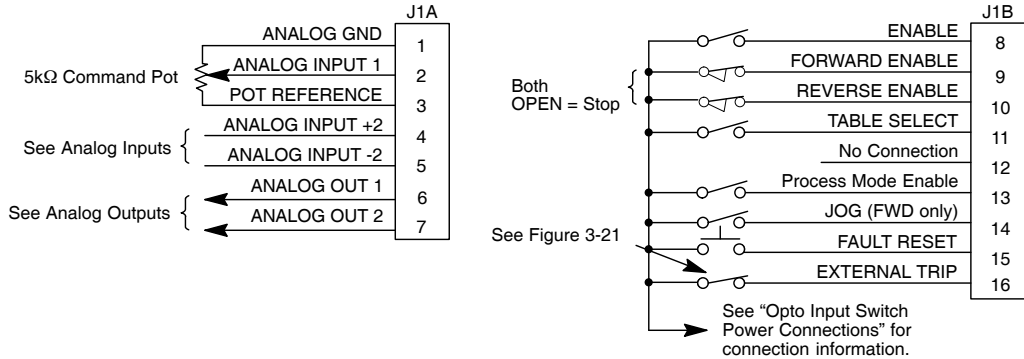 J1A
ANALOG GND
1
5kΩ Command Pot
ANALOG INPUT 1
2
POT REFERENCE
3
See Analog Inputs
ANALOG INPUT +2
4
ANALOG INPUT -2
5
See Analog Outputs
ANALOG OUT 1
6
ANALOG OUT 2
7
J1B
ENABLE
8
Both
OPEN = Stop
FORWARD ENABLE
9
REVERSE ENABLE
10
TABLE SELECT
11
No Connection
12
Process Mode Enable
13
JOG (FWD only)
14
See Figure 3-21
FAULT RESET
15
EXTERNAL TRIP
16
See “Opto Input Switch
Power Connections” for
connection information.